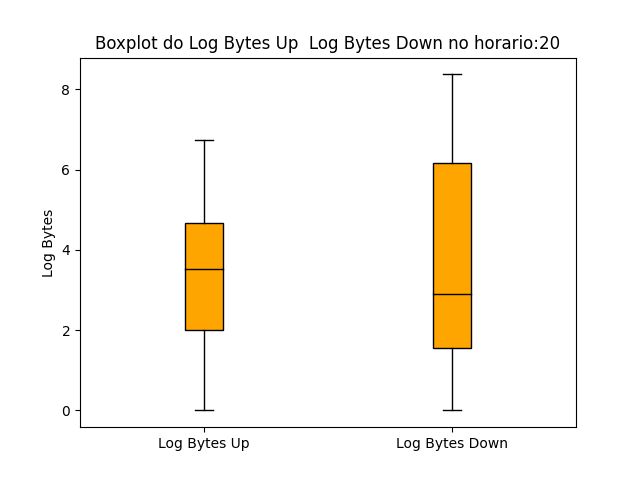 Boxplot do Log Bytes Up  Log Bytes Down no horario:20
Log Bytes
8
6
4
2
0
Log Bytes Up
Log Bytes Down